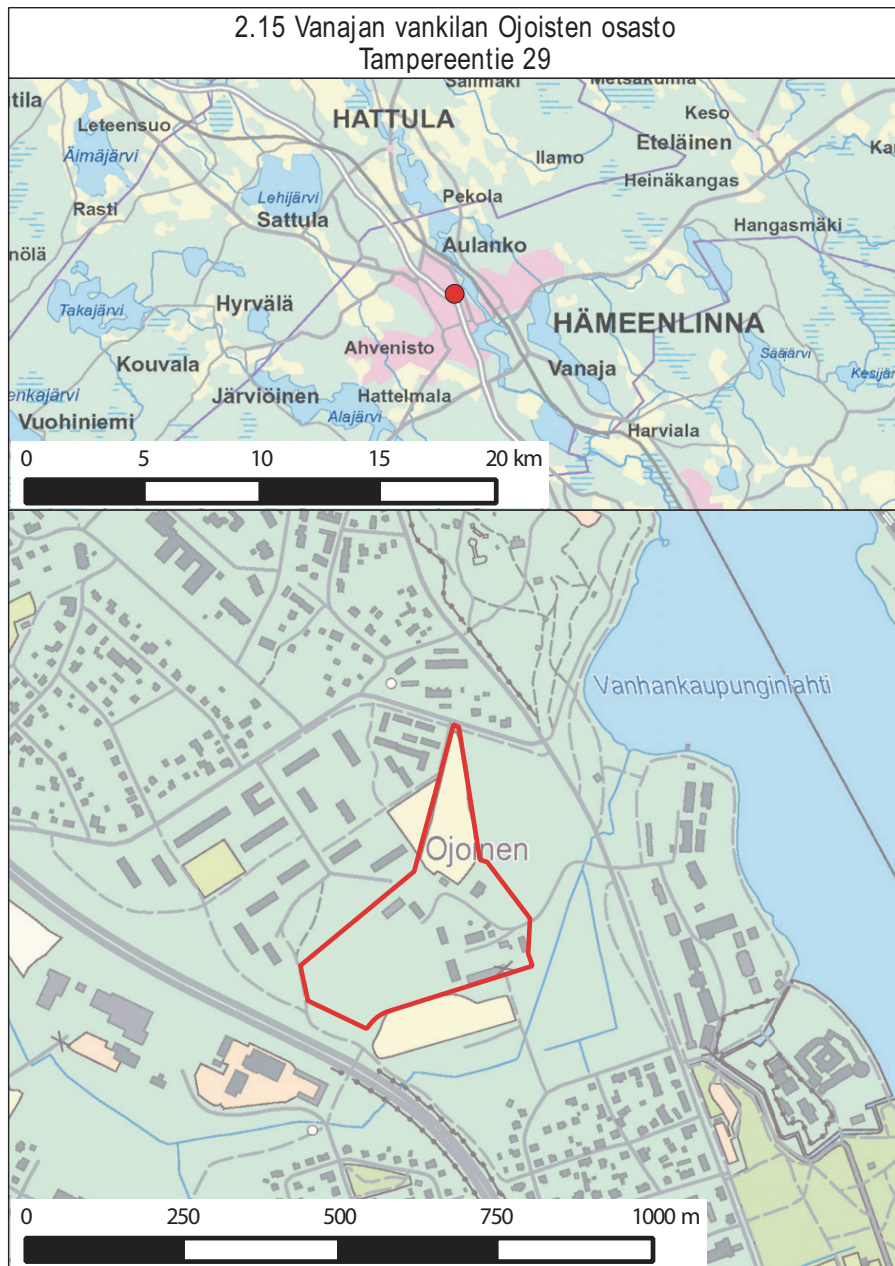 2.15 Vanajan vankilan Ojoisten osasto
Tampereentie 29
HATTULA
Keso
Leteensuo
Eteläinen
Äimäjärvi
Ilamo
Heinäkangas
Lehijärvi
Pekola
Rasti
Sattula
Hangasmäki
Aulanko
Takajärvi
Hyrvälä
HÄMEENLINNA
Ahvenisto
Sääjärvi
Kouvala
Vanaja
Järviöinen
Hattelmala
Alajärvi
Vuohiniemi
Harviala
0 5 10 15 20 km
Vanhankaupunginlahti
Ojoinen
0 250 500 750 1000 m